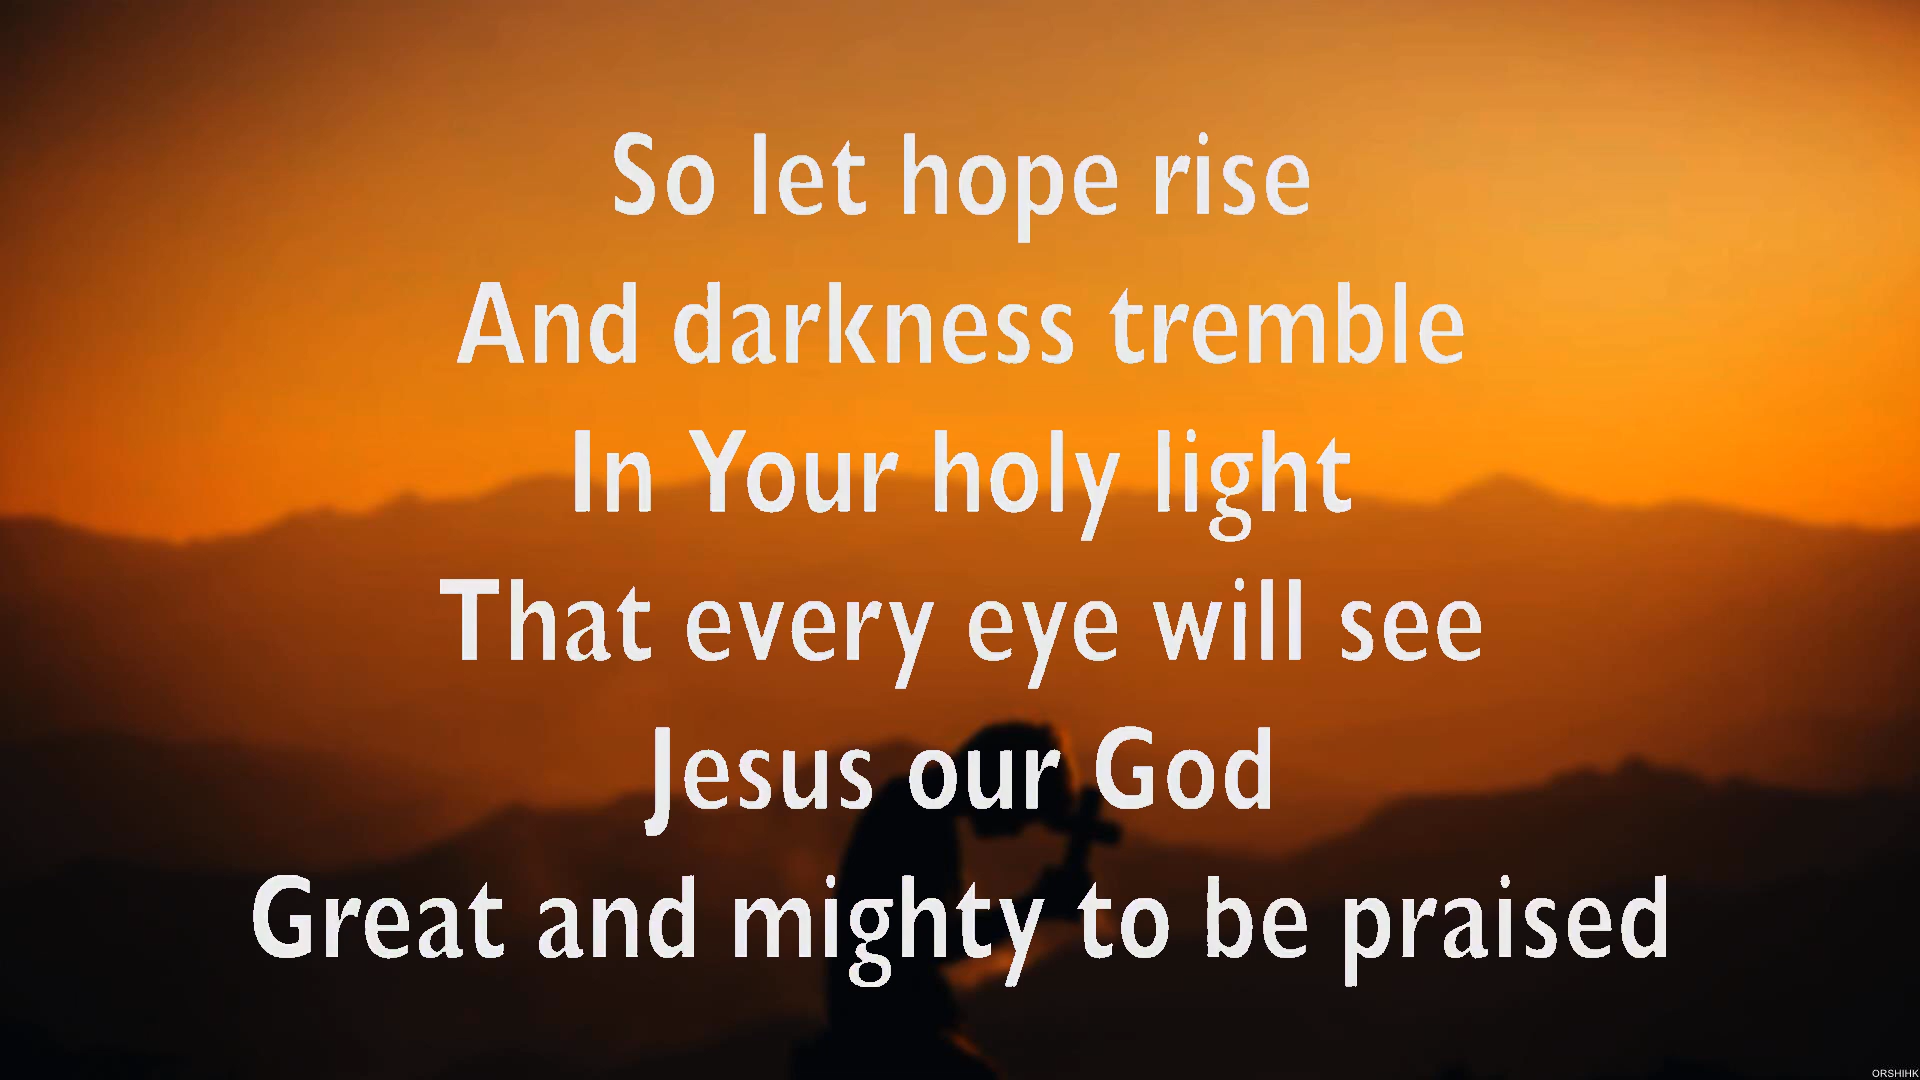 So let hope rise
And darkness tremble
In Your holy light
That every eye will see
Jesus our God
Great and mighty to be praised
ORSHIHK